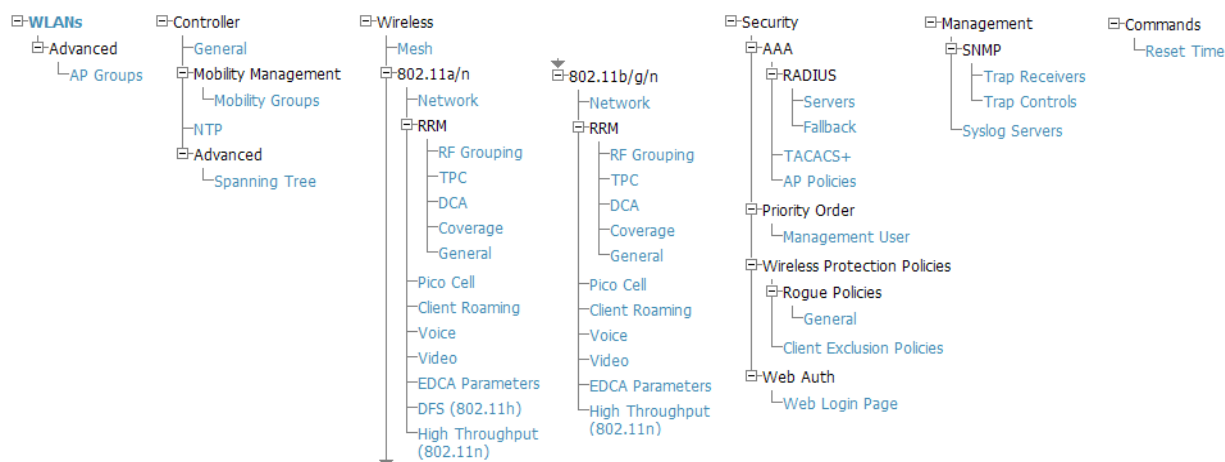 WLANs
Advanced
AP Groups
Controller
General
Mobility Management
Mobility Groups
NTP
Advanced
Spanning Tree
Wireless
Mesh
802.11a/n
Network
RRM
RF Grouping
TPC
DCA
Coverage
General
Pico Cell
Client Roaming
Voice
Video
EDCA Parameters
DFS (802.11h)
High Throughput
(802.11n)
802.11b/g/n
Network
RRM
RF Grouping
TPC
DCA
Coverage
General
Pico Cell
Client Roaming
Voice
Video
EDCA Parameters
High Throughput
(802.11n)
Security
AAA
RADIUS
Servers
Fallback
TACACS+
AP Policies
Priority Order
Management User
Wireless Protection Policies
Rogue Policies
General
Client Exclusion Policies
Web Auth
Web Login Page
Management
SNMP
Trap Receivers
Trap Controls
Syslog Servers
Commands
Reset Time